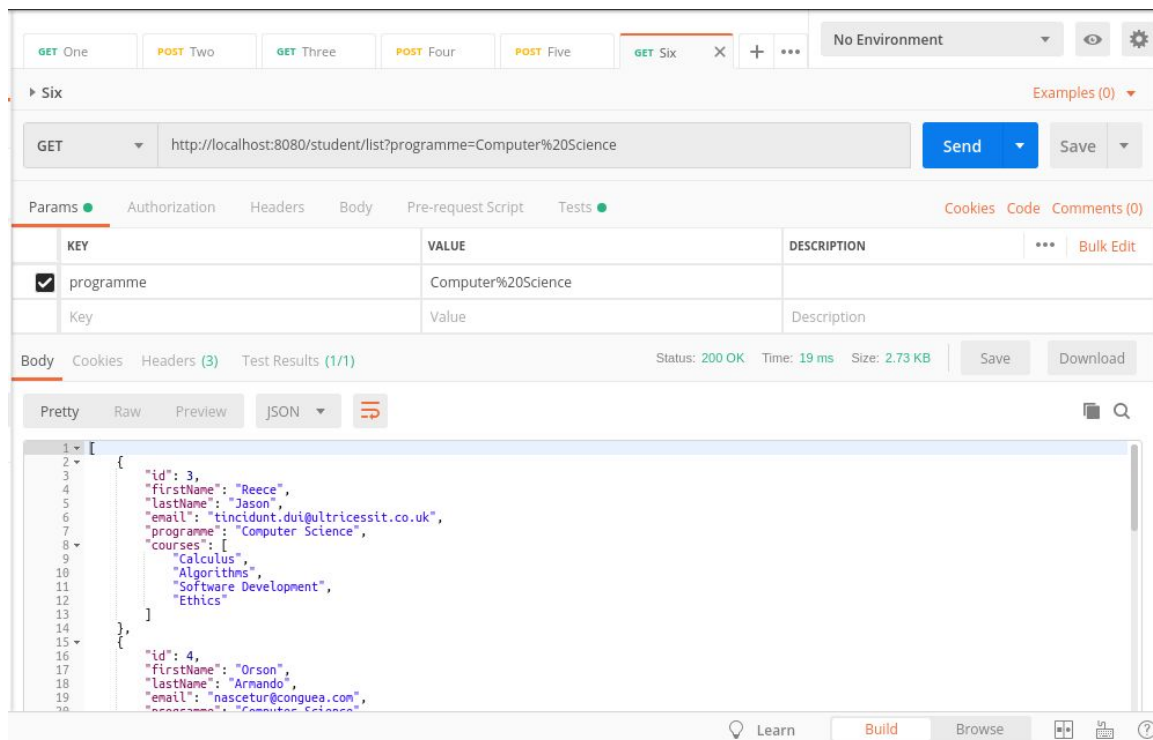 GET One POST Two GET Three POST Four POST Five GET Six No Environment
Six Examples (0)
GET http://localhost:8080/student/list?programme=Computer%20Science Send Save
Params Authorization Headers Body Pre-request Script Tests Cookies Code Comments (0)
KEY VALUE DESCRIPTION Bulk Edit
programme Computer%20Science
Key Value Description
Body Cookies Headers (3) Test Results (1/1) Status: 200 OK Time: 19 ms Size: 2.73 KB Save Download
Pretty Raw Preview JSON
1 [
2 {
3 "id": 3,
4 "firstName": "Reece",
5 "lastName": "Jason",
6 "email": "tincidunt.dui@ultricessit.co.uk",
7 "programme": "Computer Science",
8 "courses": [
9 "Calculus",
10 "Algorithms",
11 "Software Development",
12 "Ethics"
13 ]
14 },
15 {
16 "id": 4,
17 "firstName": "Orson",
18 "lastName": "Armando",
19 "email": "nascetur@conguea.com",
20 "programme": "Computer Science"
Learn Build Browse